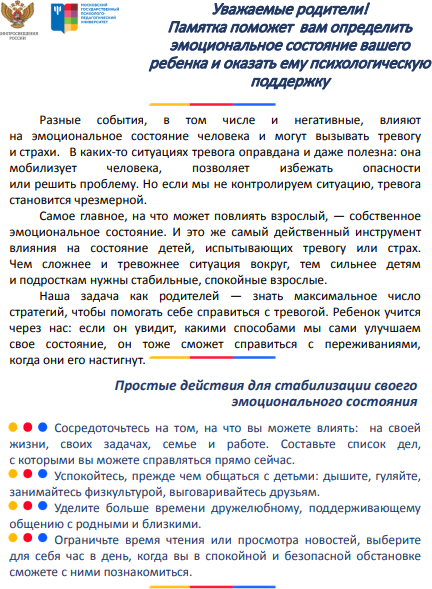 МИНПРОСВЕЩЕНИЯ
РОССИИ
МОСКОВСКИЙ
ГОСУДАРСТВЕННЫЙ
ПСИХОЛОГО-
ПЕДАГОГИЧЕСКИЙ
УНИВЕРСИТЕТ
Уважаемые родители!
Памятка поможет вам определить
эмоциональное состояние вашего
ребенка и оказать ему психологическую
поддержку
Разные события, в том числе и негативные, влияют
на эмоциональное состояние человека и могут вызывать тревогу
и страхи. В каких-то ситуациях тревога оправдана и даже полезна: она
мобилизует человека, позволяет избежать опасности
или решить проблему. Но если мы не контролируем ситуацию, тревога
становится чрезмерной.
Самое главное, на что может повлиять взрослый, — собственное
эмоциональное состояние. И это же самый действенный инструмент
влияния на состояние детей, испытывающих тревогу или страх.
Чем сложнее и тревожнее ситуация вокруг, тем сильнее детям
и подросткам нужны стабильные, спокойные взрослые.
Наша задача как родителей — знать максимальное число
стратегий, чтобы помогать себе справиться с тревогой. Ребенок учится
через нас: если он увидит, какими способами мы сами улучшаем
свое состояние, он тоже сможет справиться с переживаниями,
когда они его настигнут.
Простые действия для стабилизации своего
эмоционального состояния
Сосредоточьтесь на том, на что вы можете влиять: на своей
жизни, своих задачах, семье и работе. Составьте список дел,
с которыми вы можете справляться прямо сейчас.
Успокойтесь, прежде чем общаться с детьми: дышите, гуляйте,
занимайтесь физкультурой, выговаривайтесь друзьям.
Уделите больше времени дружелюбному, поддерживающему
общению с родными и близкими.
Ограничьте время чтения или просмотра новостей, выберите
для себя час в день, когда вы в спокойной и безопасной обстановке
сможете с ними познакомиться.